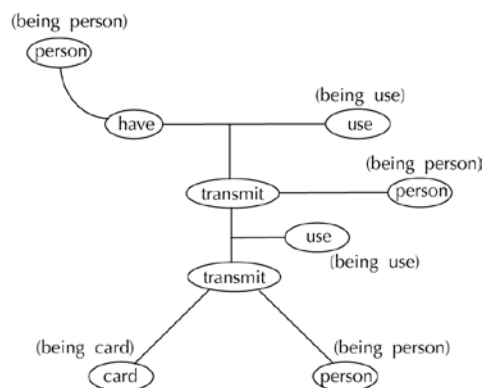 (being person)
person
have
(being use)
use
(being person)
transmit
person
use
(being use)
transmit
(being card)
(being person)
card
person